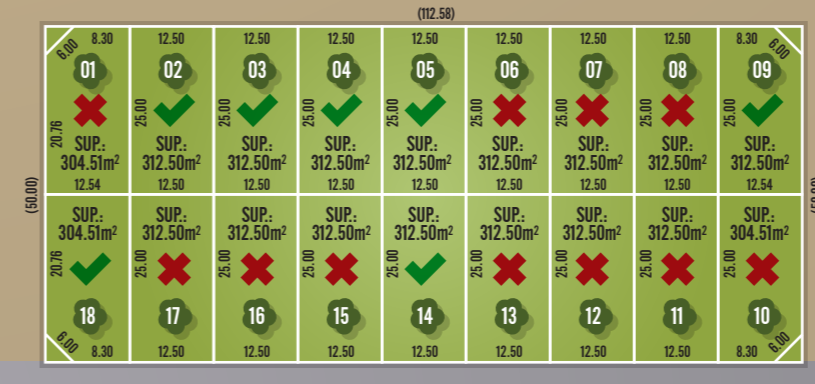 (112.58)
6.00 8.30 12.50 12.50 12.50 12.50 12.50 12.50 12.50 8.30 6.00
01 02 03 04 05 06 07 08 09
20.76 25.00 25.00 25.00 25.00 25.00 25.00 25.00 25.00
SUP.: SUP.: SUP.: SUP.: SUP.: SUP.: SUP.: SUP.: SUP.:
304.51m² 312.50m² 312.50m² 312.50m² 312.50m² 312.50m² 312.50m² 312.50m² 312.50m²
12.54 12.50 12.50 12.50 12.50 12.50 12.50 12.50 12.54
(50.00)
SUP.: SUP.: SUP.: SUP.: SUP.: SUP.: SUP.: SUP.: SUP.:
304.51m² 312.50m² 312.50m² 312.50m² 312.50m² 312.50m² 312.50m² 312.50m² 304.51m²
20.76 25.00 25.00 25.00 25.00 25.00 25.00 25.00 25.00
18 17 16 15 14 13 12 11 10
6.00 8.30 12.50 12.50 12.50 12.50 12.50 12.50 12.50 8.30 6.00